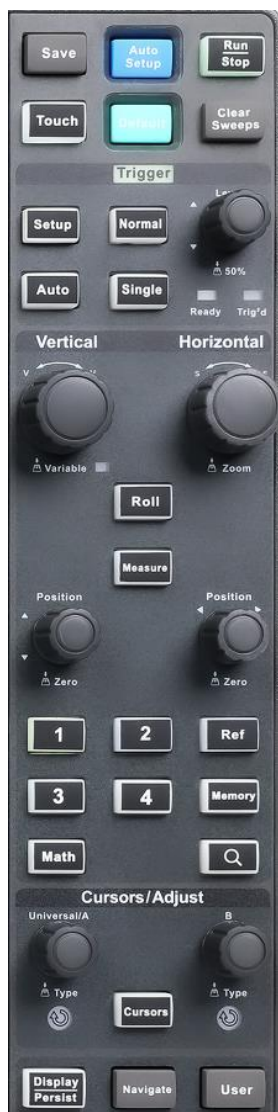 Save
Auto
Setup
Run
Stop
Touch
Default
Clear
Sweeps
Trigger
Setup
Normal
50%
Auto
Single
Ready
Trig'd
Vertical
Horizontal
V
V
s
Variable
Zoom
Roll
Measure
Position
Position
Zero
Zero
1
2
Ref
3
4
Memory
Math
Cursors/Adjust
Universal/A
B
Type
Type
Cursors
Display
Persist
Navigate
User